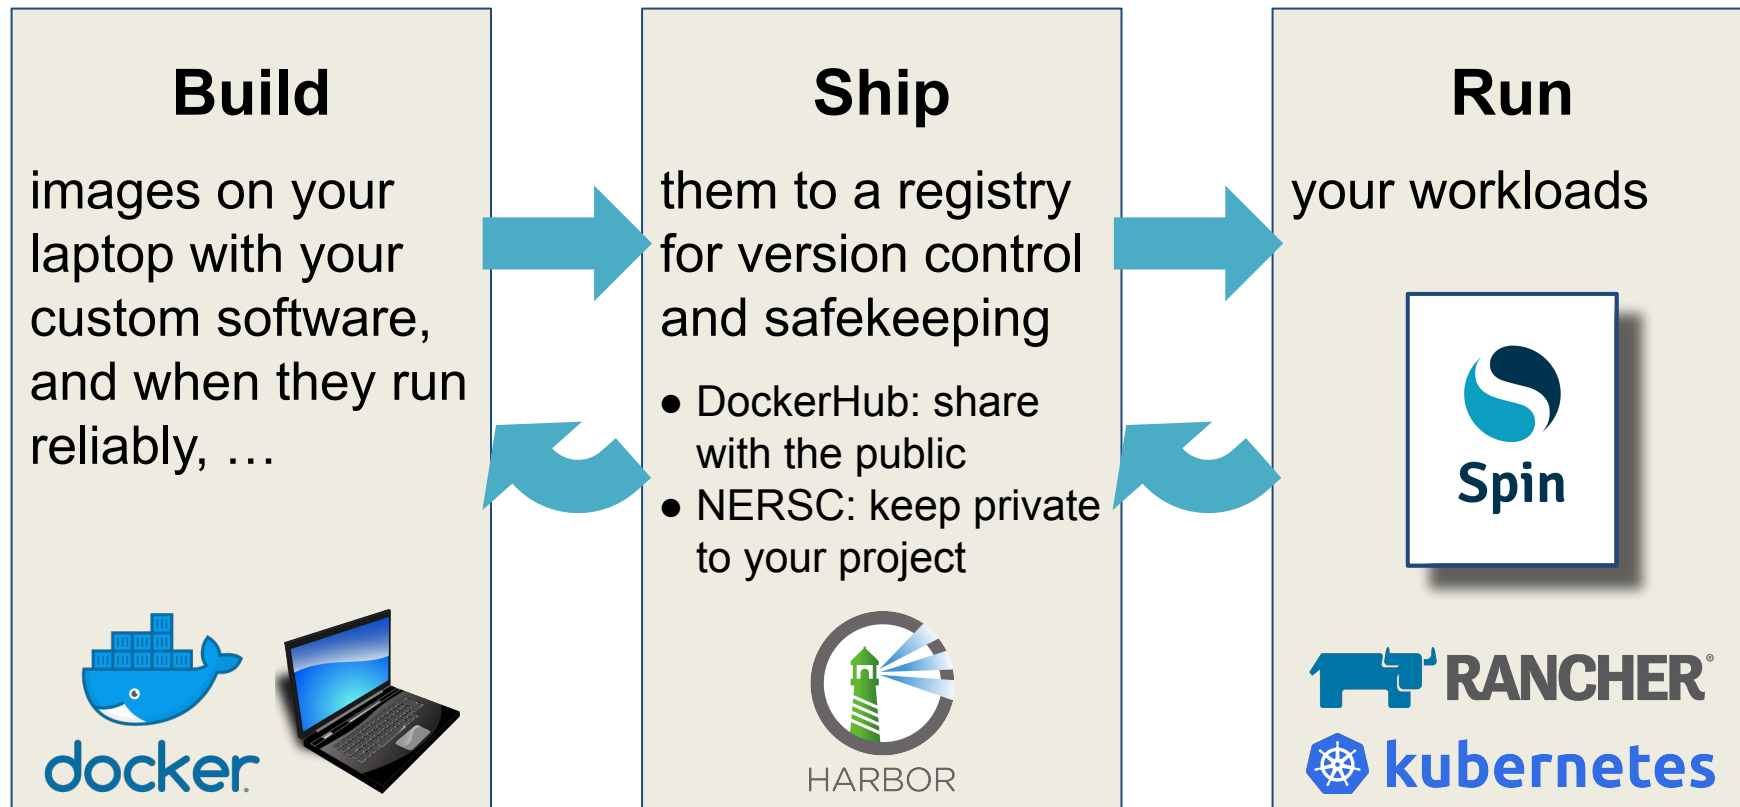 Build
images on your
laptop with your
custom software,
and when they run
reliably, …
docker
Ship
them to a registry
for version control
and safekeeping
● DockerHub: share
with the public
● NERSC: keep private
to your project
HARBOR
Run
your workloads
Spin
RANCHER®
kubernetes